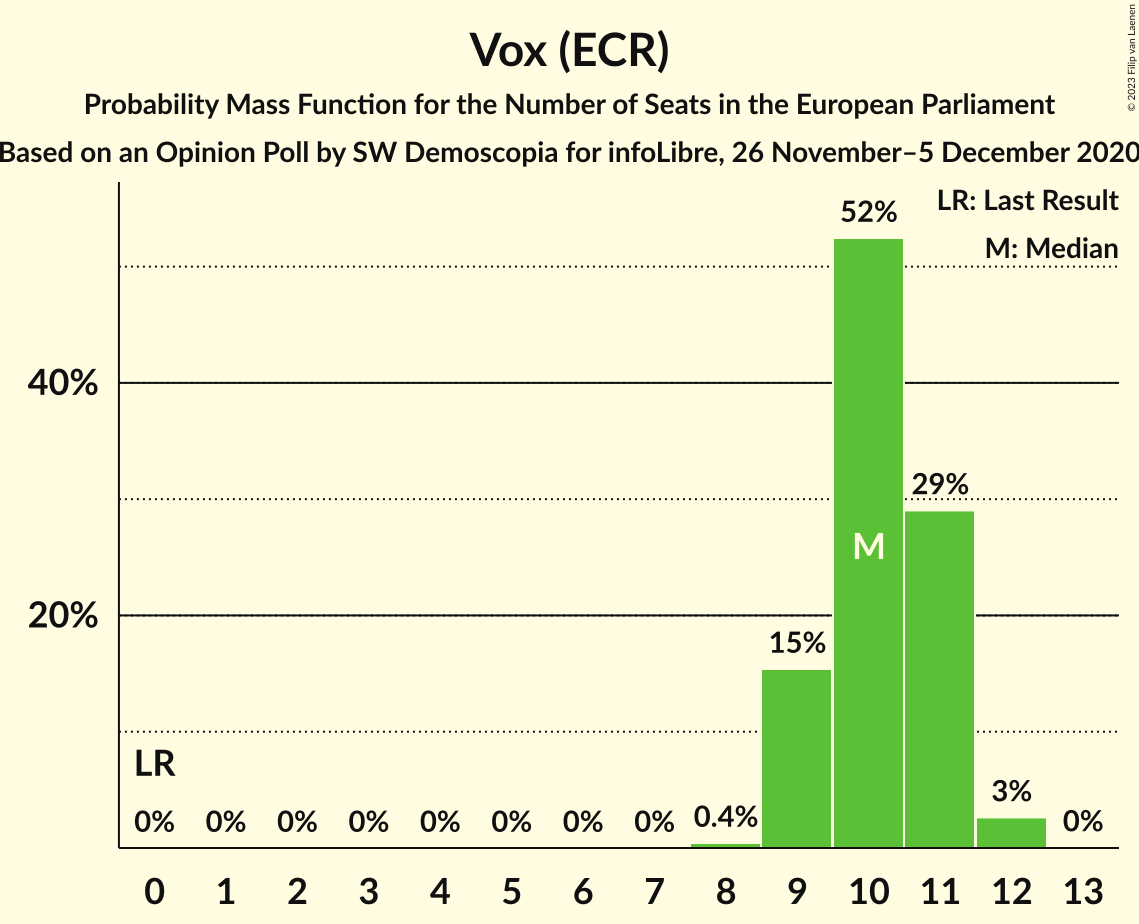 Vox (ECR)
Probability Mass Function for the Number of Seats in the European Parliament
Based on an Opinion Poll by SW Demoscopia for infoLibre, 26 November–5 December 2020
© 2023 Filip van Laenen
LR: Last Result
M: Median
52%
40%
29%
M
20%
15%
LR
0% 0% 0% 0% 0% 0% 0% 0% 0.4% 3% 0%
0 1 2 3 4 5 6 7 8 9 10 11 12 13